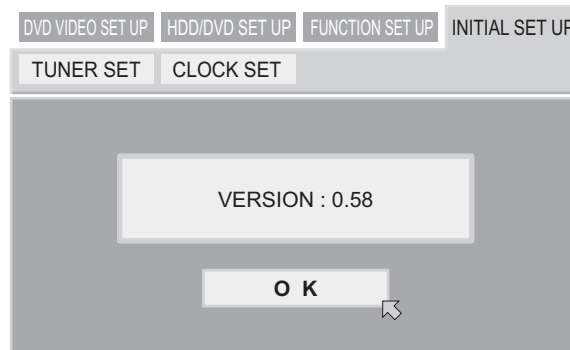 DVD VIDEO SET UP HDD/DVD SET UP FUNCTION SET UP INITIAL SET UP
TUNER SET CLOCK SET
VERSION : 0.58
O K